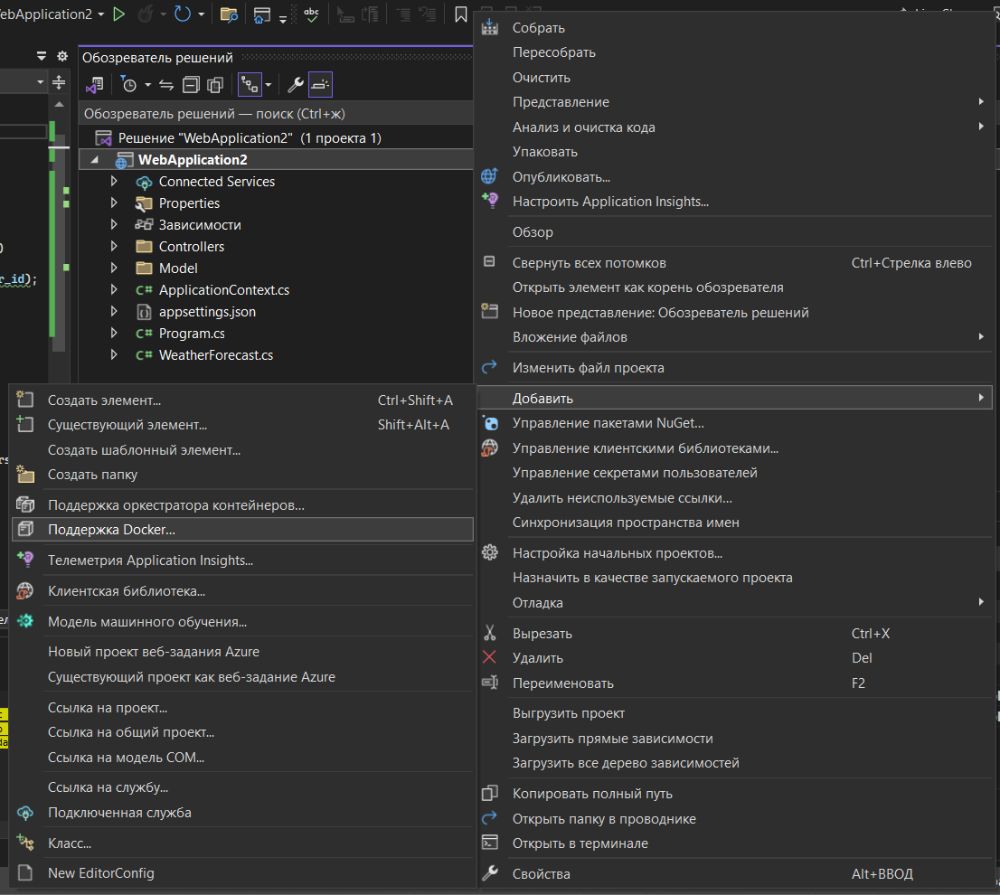 ebApplication2
Обозреватель решений
Обозреватель решений — поиск (Ctrl+ж)
Решение "WebApplication2" (1 проекта 1)
WebApplication2
Connected Services
Properties
Зависимости
Controllers
Model
ApplicationContext.cs
appsettings.json
Program.cs
WeatherForecast.cs
r_id);
Собрать
Пересобрать
Очистить
Представление
Анализ и очистка кода
Упаковать
Опубликовать...
Настроить Application Insights...
Обзор
Свернуть всех потомков Ctrl+Стрелка влево
Открыть элемент как корень обозревателя
Новое представление: Обозреватель решений
Вложение файлов
Изменить файл проекта
Добавить
Управление пакетами NuGet...
Управление клиентскими библиотеками...
Управление секретами пользователей
Удалить неиспользуемые ссылки...
Синхронизация пространства имен
Настройка начальных проектов...
Назначить в качестве запускаемого проекта
Отладка
Вырезать Ctrl+X
Удалить Del
Переименовать F2
Выгрузить проект
Загрузить прямые зависимости
Загрузить все дерево зависимостей
Копировать полный путь
Открыть папку в проводнике
Открыть в терминале
Свойства Alt+ВВОД
Создать элемент... Ctrl+Shift+A
Существующий элемент... Shift+Alt+A
Создать шаблонный элемент...
Создать папку
Поддержка оркестратора контейнеров...
Поддержка Docker...
Телеметрия Application Insights...
Клиентская библиотека...
Модель машинного обучения...
Новый проект веб-задания Azure
Существующий проект как веб-задание Azure
Ссылка на проект...
Ссылка на общий проект...
Ссылка на модель COM...
Ссылка на службу...
Подключенная служба
Класс...
New EditorConfig